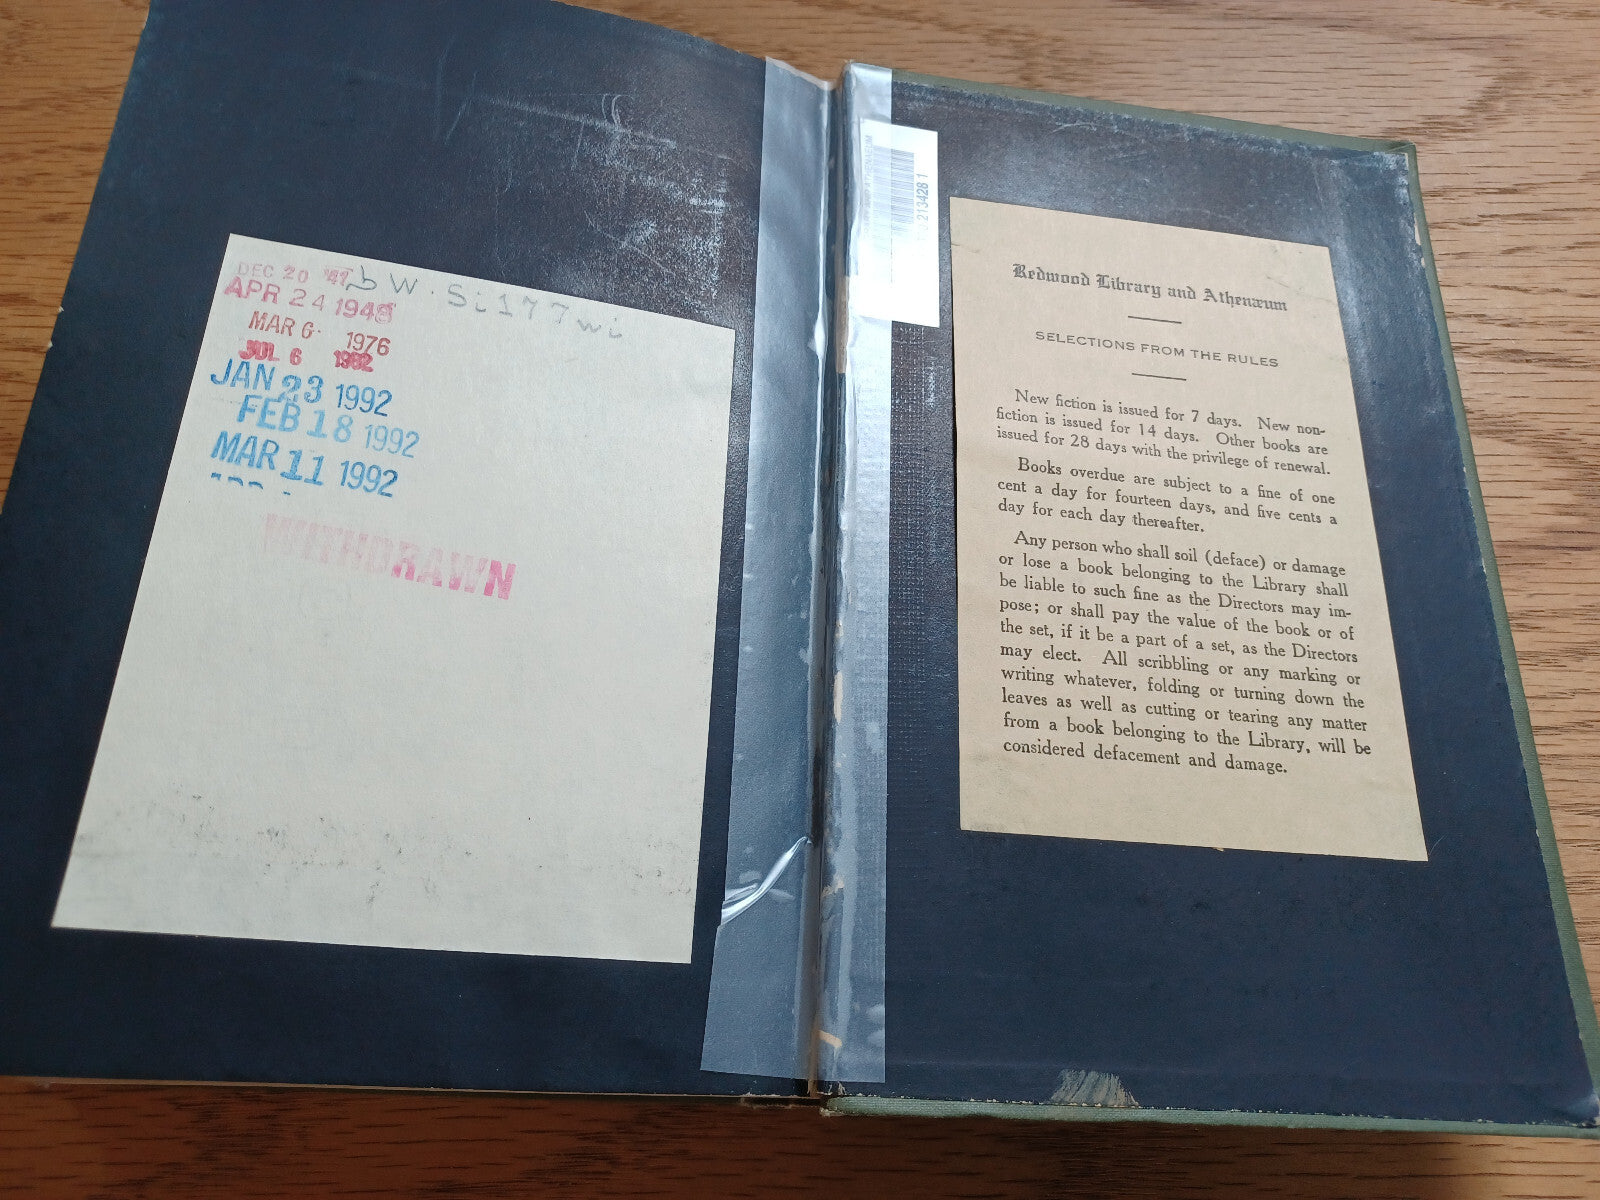 DEC 20 '47
bW.Si177wi
APR 24 1948
MAR 6 1976
JUL 6 1982
JAN 23 1992
FEB 18 1992
MAR 11 1992
WITHDRAWN
ATHENAEUM
2134281
Redwood Library and Athenæum
SELECTIONS FROM THE RULES
New fiction is issued for 7 days. New non-
fiction is issued for 14 days. Other books are
issued for 28 days with the privilege of renewal.
Books overdue are subject to a fine of one
cent a day for fourteen days, and five cents a
day for each day thereafter.
Any person who shall soil (deface) or damage
or lose a book belonging to the Library shall
be liable to such fine as the Directors may im-
pose; or shall pay the value of the book or of
the set, if it be a part of a set, as the Directors
may elect. All scribbling or any marking or
writing whatever, folding or turning down the
leaves as well as cutting or tearing any matter
from a book belonging to the Library, will be
considered defacement and damage.